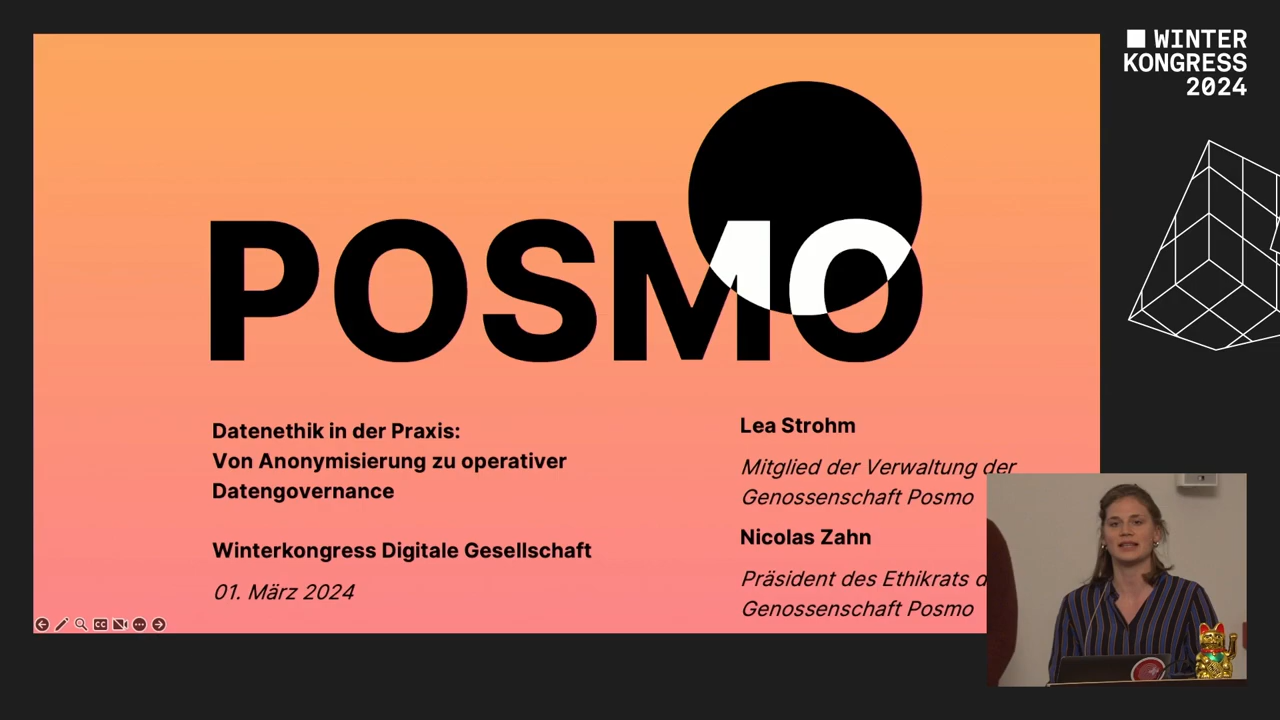 WINTER
KONGRESS
2024
POSMO
Datenethik in der Praxis:
Von Anonymisierung zu operativer
Datengovernance
Winterkongress Digitale Gesellschaft
01. März 2024
Lea Strohm
Mitglied der Verwaltung der
Genossenschaft Posmo
Nicolas Zahn
Präsident des Ethikrats d
Genossenschaft Posmo
CC